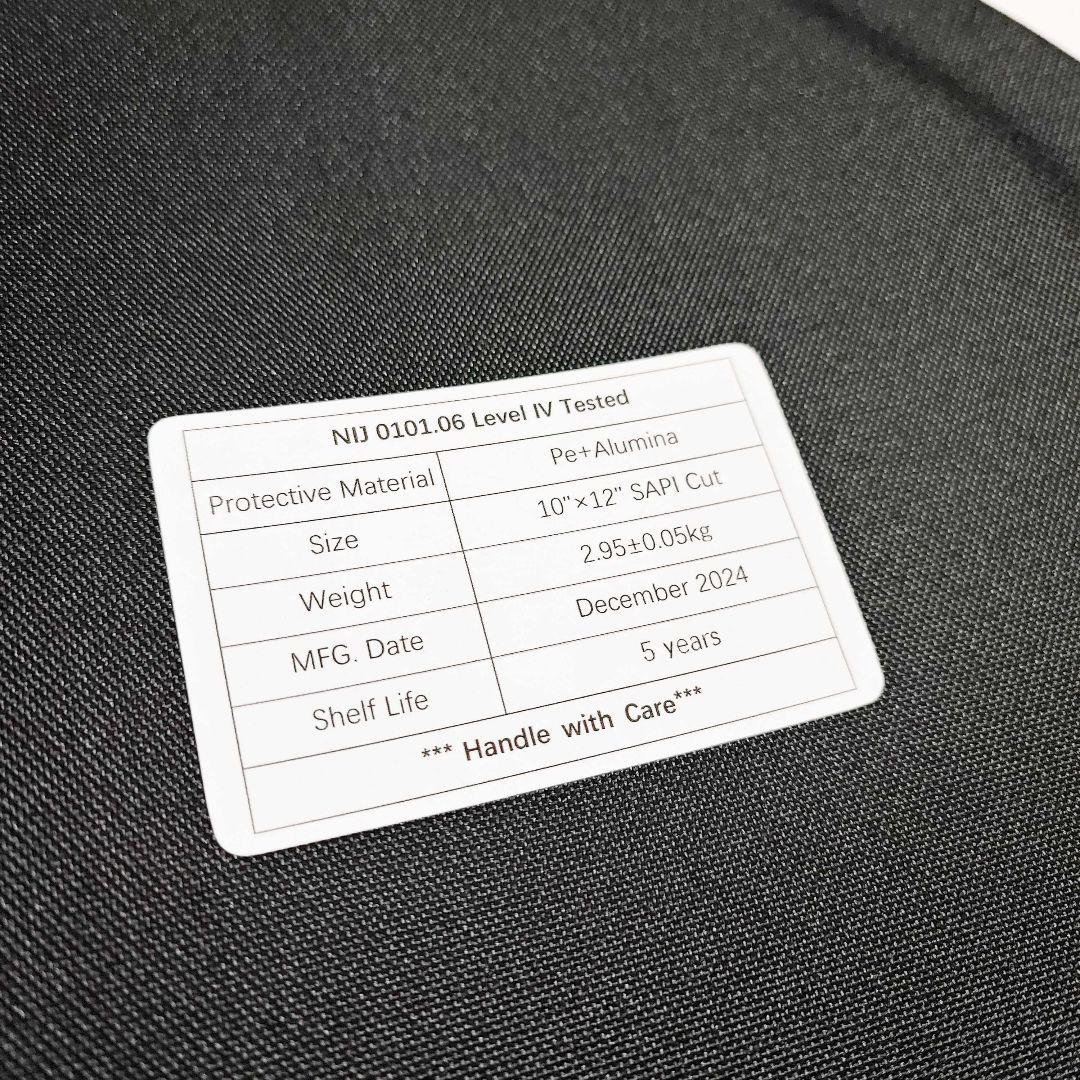 NIJ 0101.06 Level IV Tested
Protective Material Pe+Alumina
Size 10"×12" SAPI Cut
Weight 2.95±0.05kg
MFG. Date December 2024
Shelf Life 5 years
*** Handle with Care***